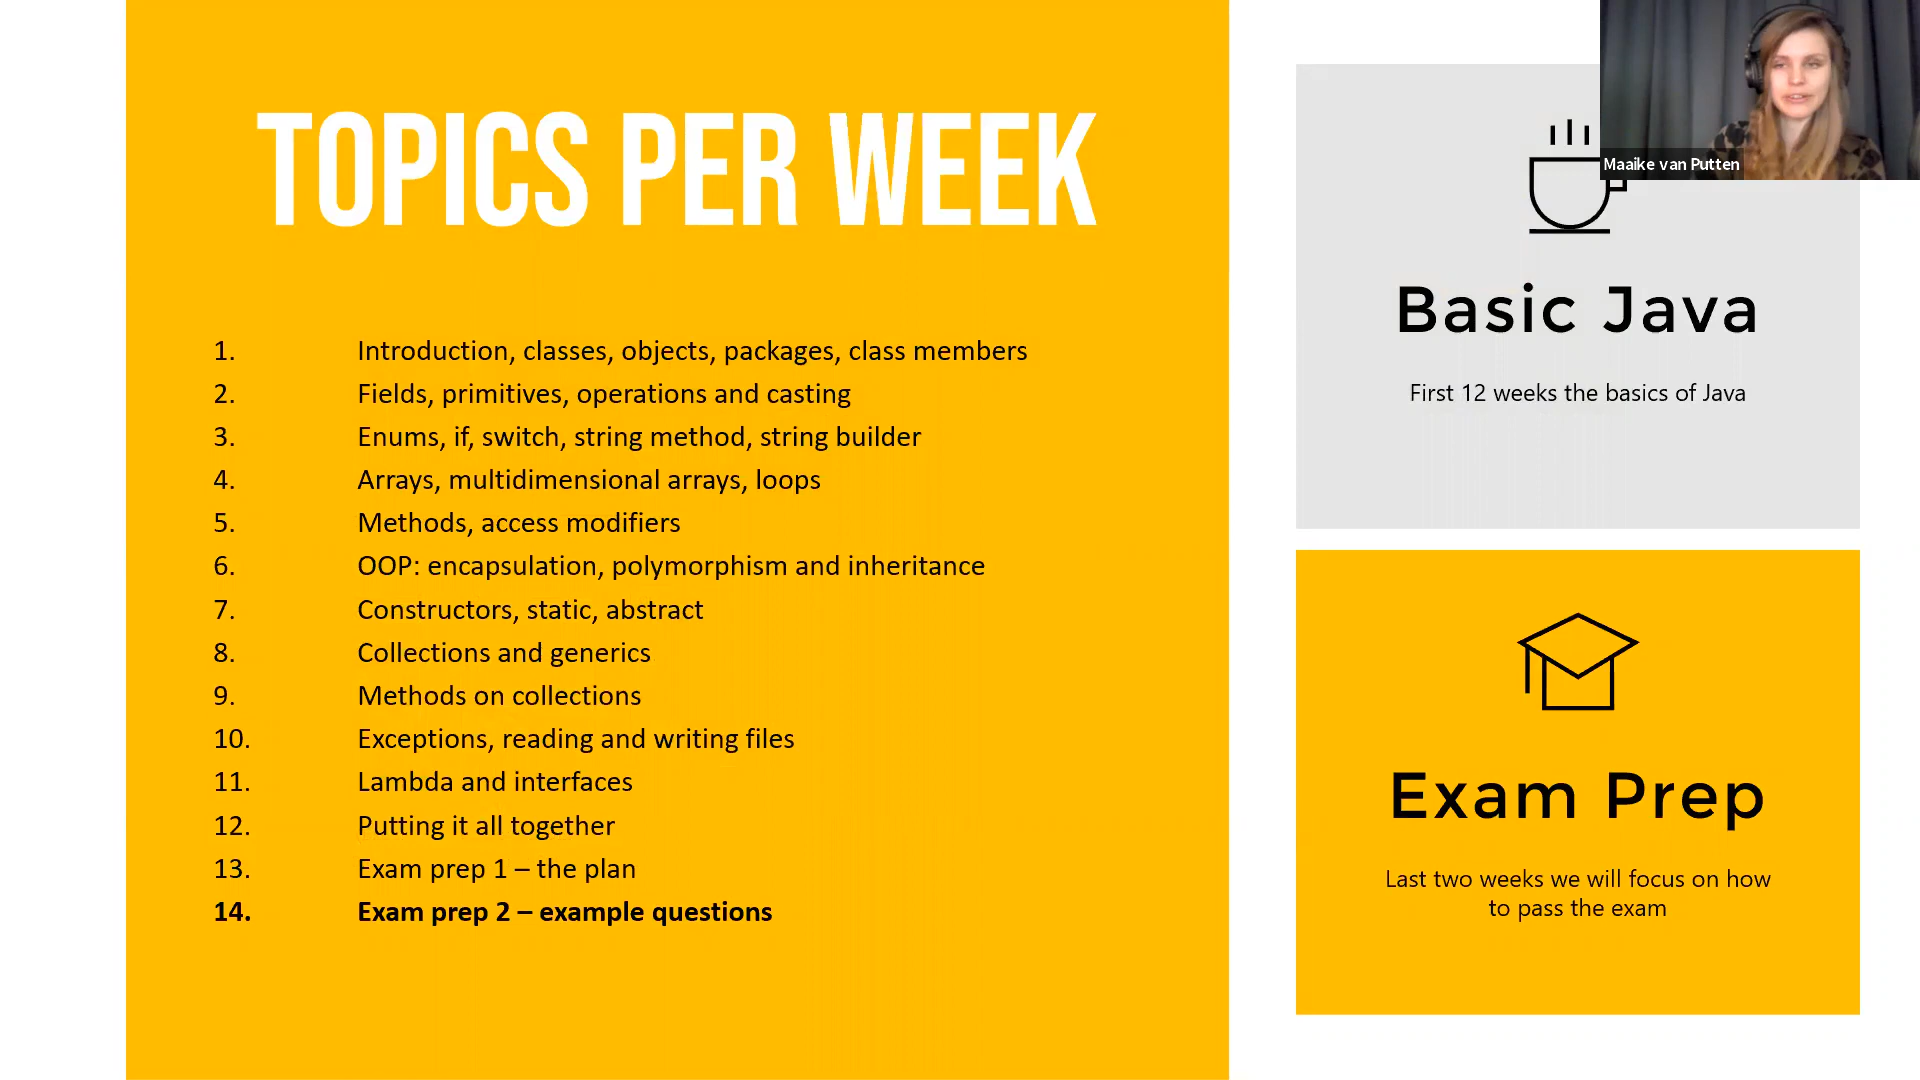 TOPICS PER WEEK
1. Introduction, classes, objects, packages, class members
2. Fields, primitives, operations and casting
3. Enums, if, switch, string method, string builder
4. Arrays, multidimensional arrays, loops
5. Methods, access modifiers
6. OOP: encapsulation, polymorphism and inheritance
7. Constructors, static, abstract
8. Collections and generics
9. Methods on collections
10. Exceptions, reading and writing files
11. Lambda and interfaces
12. Putting it all together
13. Exam prep 1 – the plan
14. Exam prep 2 – example questions
Maaike van Putten
Basic Java
First 12 weeks the basics of Java
Exam Prep
Last two weeks we will focus on how
to pass the exam